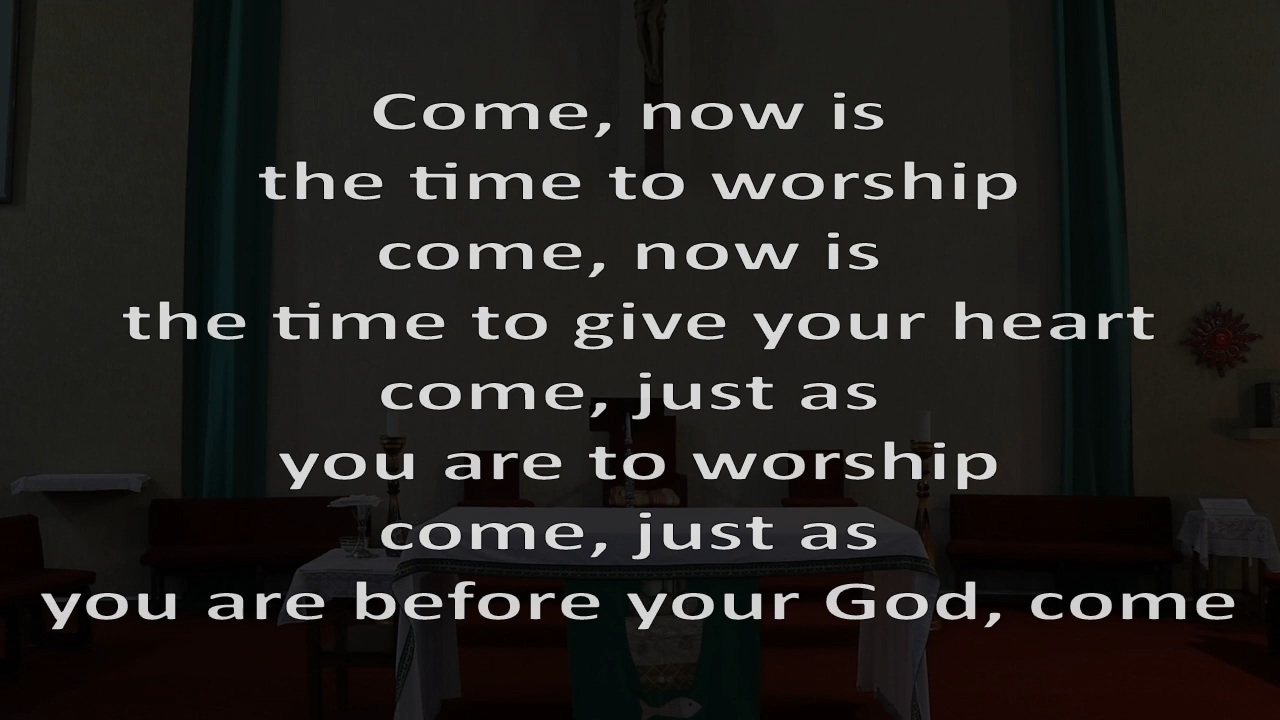 Come, now is
the time to worship
come, now is
the time to give your heart
come, just as
you are to worship
come, just as
you are before your God, come